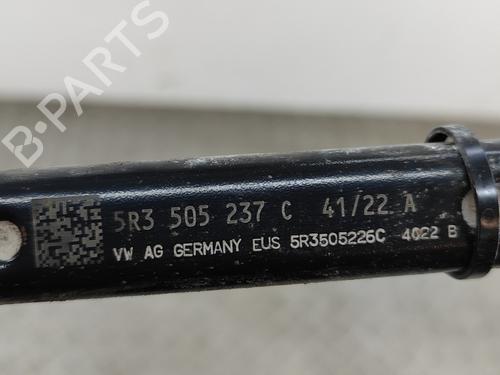 B-PARTS
5R3 505 237 C 41/22 A
VW AG GERMANY EUS 5R3505226C 4022 B